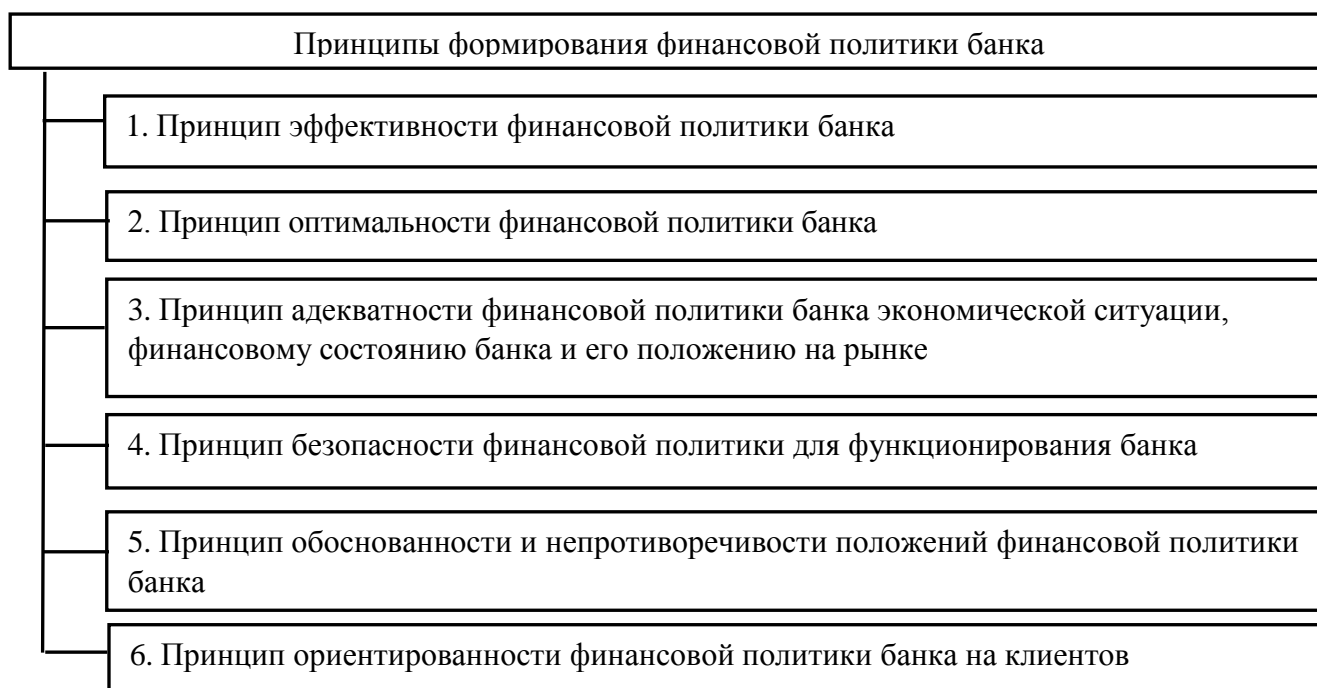 Принципы формирования финансовой политики банка
1. Принцип эффективности финансовой политики банка
2. Принцип оптимальности финансовой политики банка
3. Принцип адекватности финансовой политики банка экономической ситуации,
финансовому состоянию банка и его положению на рынке
4. Принцип безопасности финансовой политики для функционирования банка
5. Принцип обоснованности и непротиворечивости положений финансовой политики
банка
6. Принцип ориентированности финансовой политики банка на клиентов